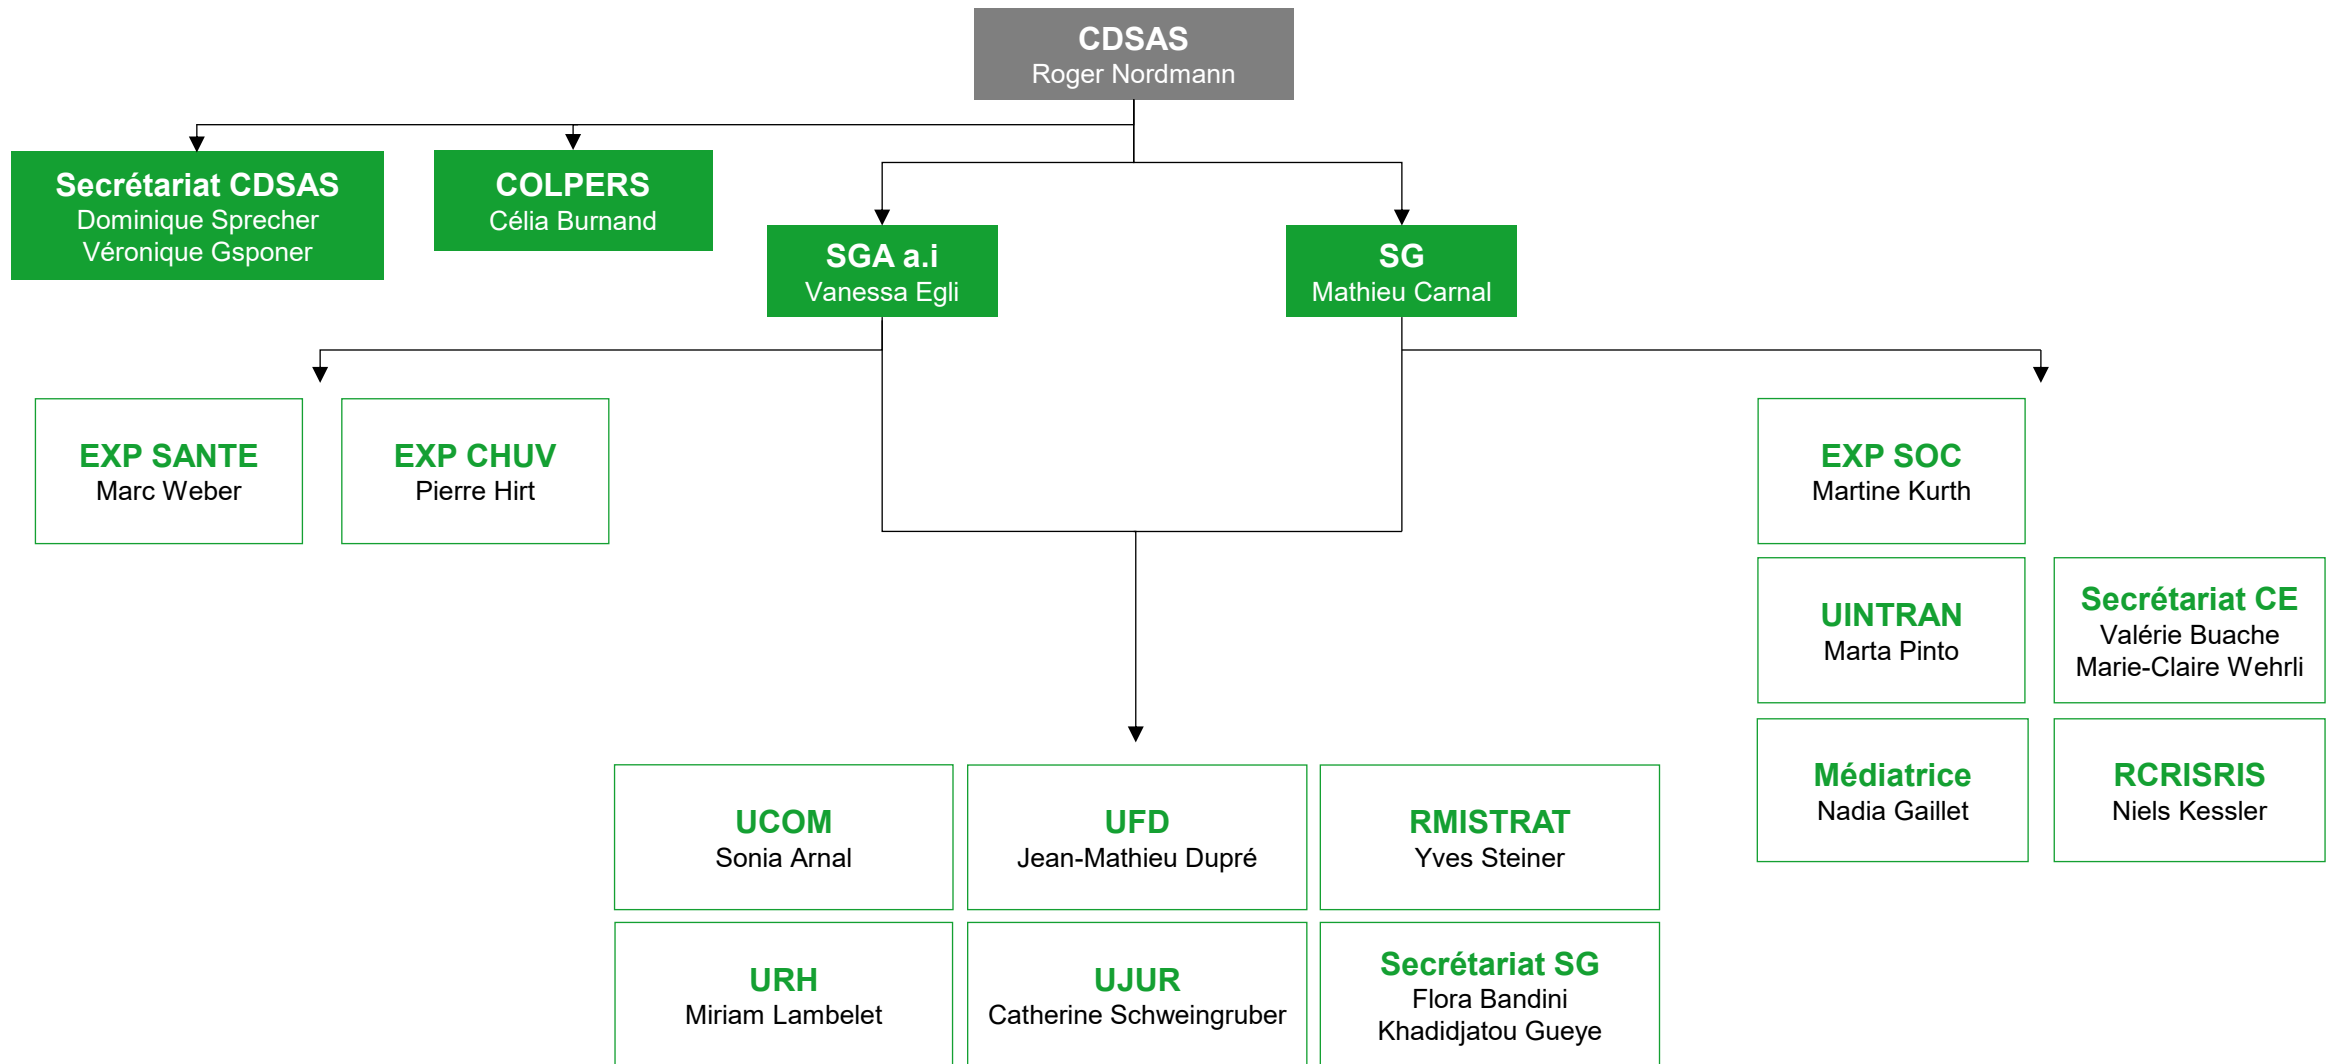 CDSAS
Roger Nordmann
Secrétariat CDSAS
Dominique Sprecher
Véronique Gsponer
COLPERS
Célia Burnand
SGA a.i
Vanessa Egli
SG
Mathieu Carnal
EXP SANTE
Marc Weber
EXP CHUV
Pierre Hirt
EXP SOC
Martine Kurth
UINTRAN
Marta Pinto
Secrétariat CE
Valérie Buache
Marie-Claire Wehrli
Médiatrice
Nadia Gaillet
RCRISRIS
Niels Kessler
UCOM
Sonia Arnal
UFD
Jean-Mathieu Dupré
RMISTRAT
Yves Steiner
URH
Miriam Lambelet
UJUR
Catherine Schweingruber
Secrétariat SG
Flora Bandini
Khadidjatou Gueye